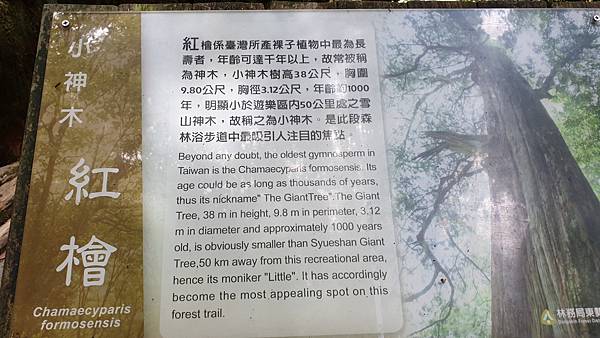 小神木
紅檜
Chamaecyparis
formosensis
紅檜係臺灣所產裸子植物中最為長
壽者，年齡可達千年以上，故常被稱
為神木，小神木樹高38公尺，胸圍
9.80公尺，胸徑3.12公尺，年齡約1000
年，明顯小於遊樂區內50公里處之雪
山神木，故稱之為小神木。是此段森
林浴步道中最吸引人注目的焦點。
Beyond any doubt, the oldest gymnosperm in
Taiwan is the Chamaecyparis formosensis. Its
age could be as long as thousands of years,
thus its nickname" The GiantTree".The Giant
Tree, 38 m in height, 9.8 m in perimeter, 3.12
m in diameter and approximately 1000 years
old, is obviously smaller than Syueshan Giant
Tree,50 km away from this recreational area,
hence its moniker "Little". It has accordingly
become the most appealing spot on this
forest trail.
林務局東勢